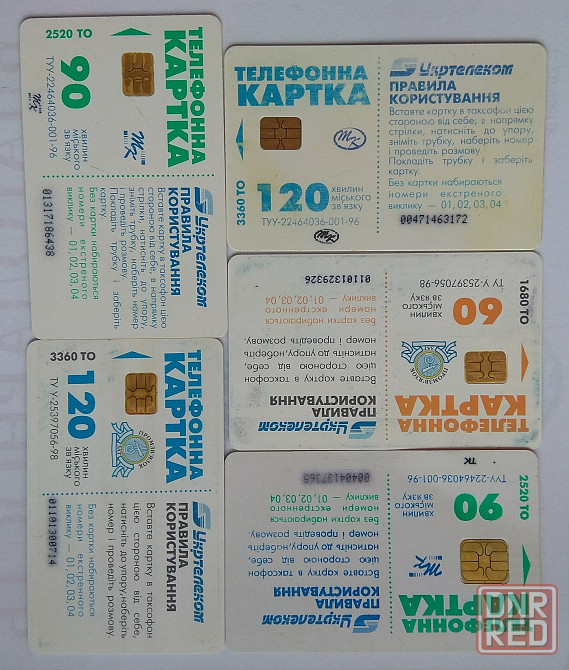 2520 ТО
ТЕЛЕФОННА
КАРТКА
90
ХВИЛИН
МІСЬКОГО
ЗВ'ЯЗКУ
ТУУ-22464036-001-96
Укртелеком
ПРАВИЛА
КОРИСТУВАННЯ
Вставте картку в таксофон цією
стороною від себе, в напрямку
стрілки, натисніть до упору,
зніміть трубку, наберіть номер
і проведіть розмову.
Покладіть трубку і заберіть
картку.
Без картки набираються
номери екстреного
виклику — 01,02,03,04
01317186438
ТЕЛЕФОННА
КАРТКА
3360 ТО
120
ХВИЛИН
МІСЬКОГО
ЗВ'ЯЗКУ
ТУУ-22464036-001-96
Укртелеком
ПРАВИЛА
КОРИСТУВАННЯ
Вставте картку в таксофон цією
стороною від себе, в напрямку
стрілки, натисніть до упору,
зніміть трубку, наберіть номер
і проведіть розмову.
Покладіть трубку і заберіть
картку.
Без картки набираються
номери екстреного
виклику — 01,02,03,04
00471463172
1680 ТО
ТЕЛЕФОННА
КАРТКА
60
ХВИЛИН
МІСЬКОГО
ЗВ'ЯЗКУ
ТУ У-25397056-98
ПРОМЗВ'ЯЗОК
Укртелеком
ПРАВИЛА
КОРИСТУВАННЯ
Вставте картку в таксофон
цією стороною від себе,
натисніть до упору, наберіть
номер і проведіть розмову.
Без картки набираються
номери екстреного
виклику — 01, 02, 03, 04
01101329326
3360 ТО
ТЕЛЕФОННА
КАРТКА
120
ХВИЛИН
МІСЬКОГО
ЗВ'ЯЗКУ
ТУ У-25397056-98
ПРОМЗВ'ЯЗОК
Укртелеком
ПРАВИЛА
КОРИСТУВАННЯ
Вставте картку в таксофон
цією стороною від себе,
натисніть до упору, наберіть
номер і проведіть розмову.
Без картки набираються
номери екстреного
виклику — 01, 02, 03, 04
01101300714
2520 ТО
ТЕЛЕФОННА
КАРТКА
90
ХВИЛИН
МІСЬКОГО
ЗВ'ЯЗКУ
ТУУ-22464036-001-96
ТК
Укртелеком
ПРАВИЛА
КОРИСТУВАННЯ
Вставте картку в таксофон
цією стороною від себе,
натисніть до упору, наберіть
номер і проведіть розмову.
Без картки набираються
номери екстреного
виклику — 01, 02, 03, 04
00404137365
DNR
RED